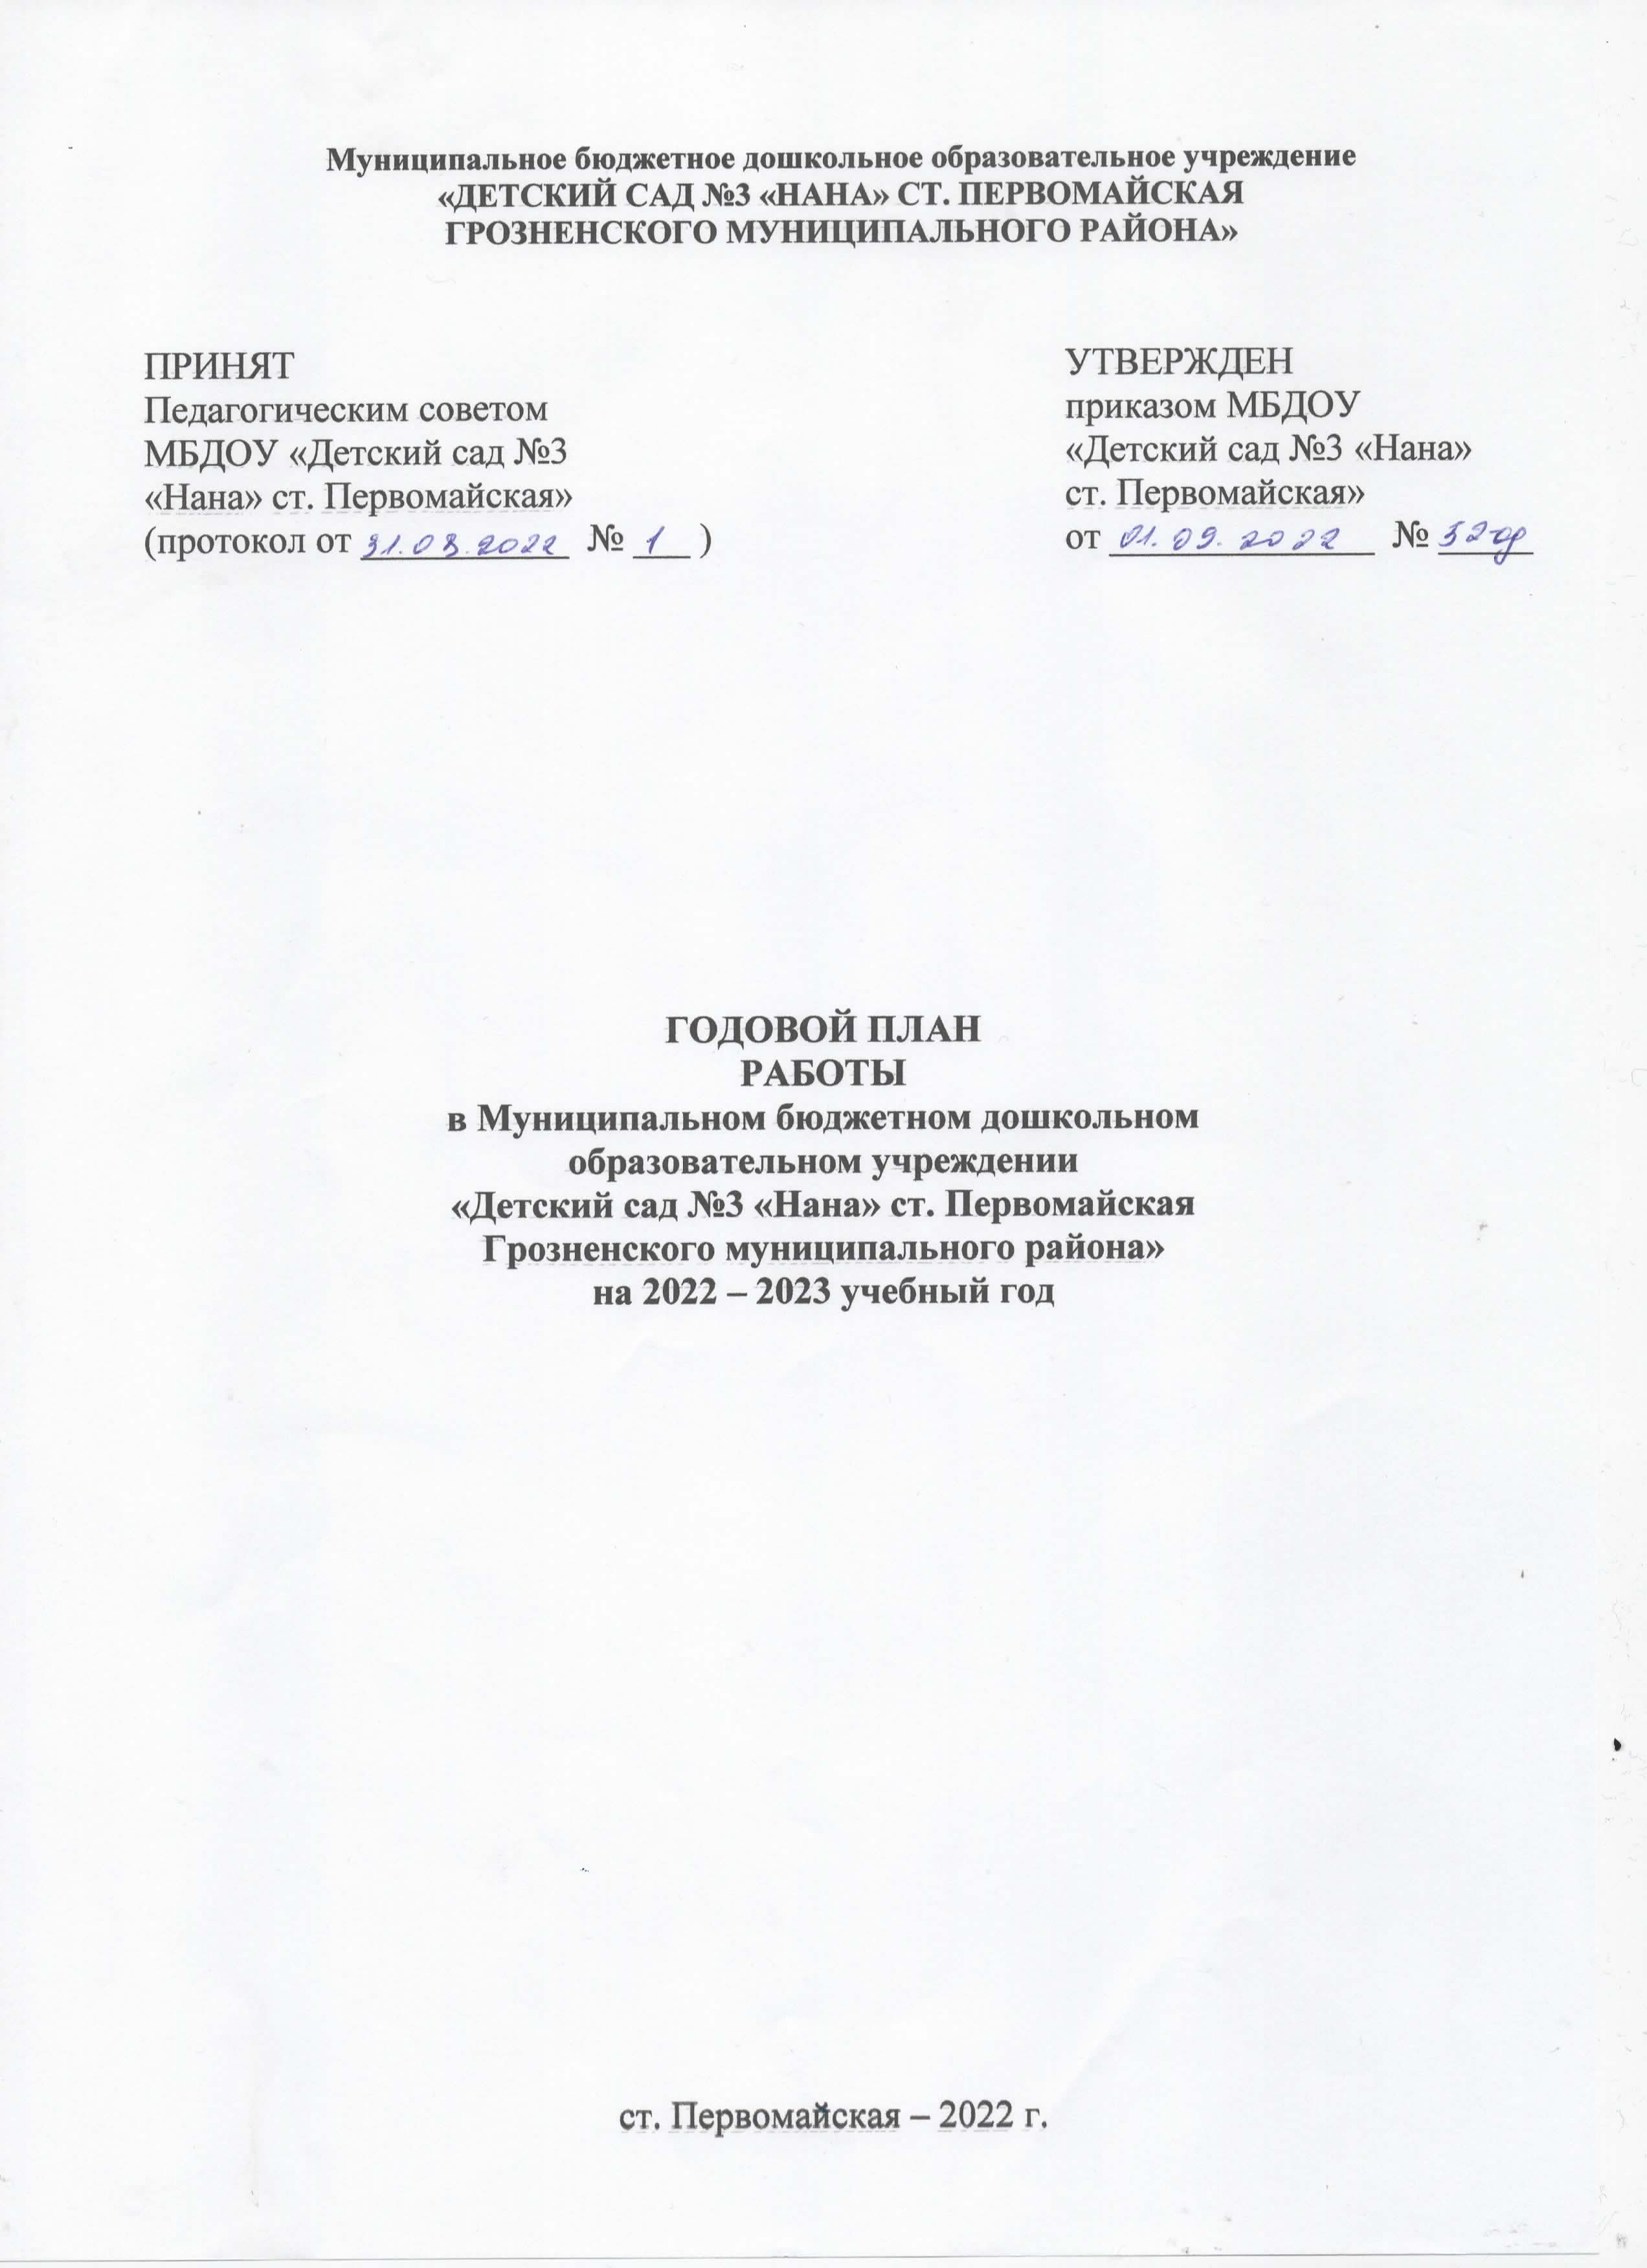 Муниципальное бюджетное дошкольное образовательное учреждение
«ДЕТСКИЙ САД №3 «НАНА» СТ. ПЕРВОМАЙСКАЯ
ГРОЗНЕНСКОГО МУНИЦИПАЛЬНОГО РАЙОНА»
ПРИНЯТ
Педагогическим советом
МБДОУ «Детский сад №3
«Нана» ст. Первомайская»
(протокол от 31.08.2022 № 1 )
УТВЕРЖДЕН
приказом МБДОУ
«Детский сад №3 «Нана»
ст. Первомайская»
от 01.09.2022 №
ГОДОВОЙ ПЛАН
РАБОТЫ
в Муниципальном бюджетном дошкольном
образовательном учреждении
«Детский сад №3 «Нана» ст. Первомайская
Грозненского муниципального района»
на 2022 – 2023 учебный год
ст. Первомайская – 2022 г.